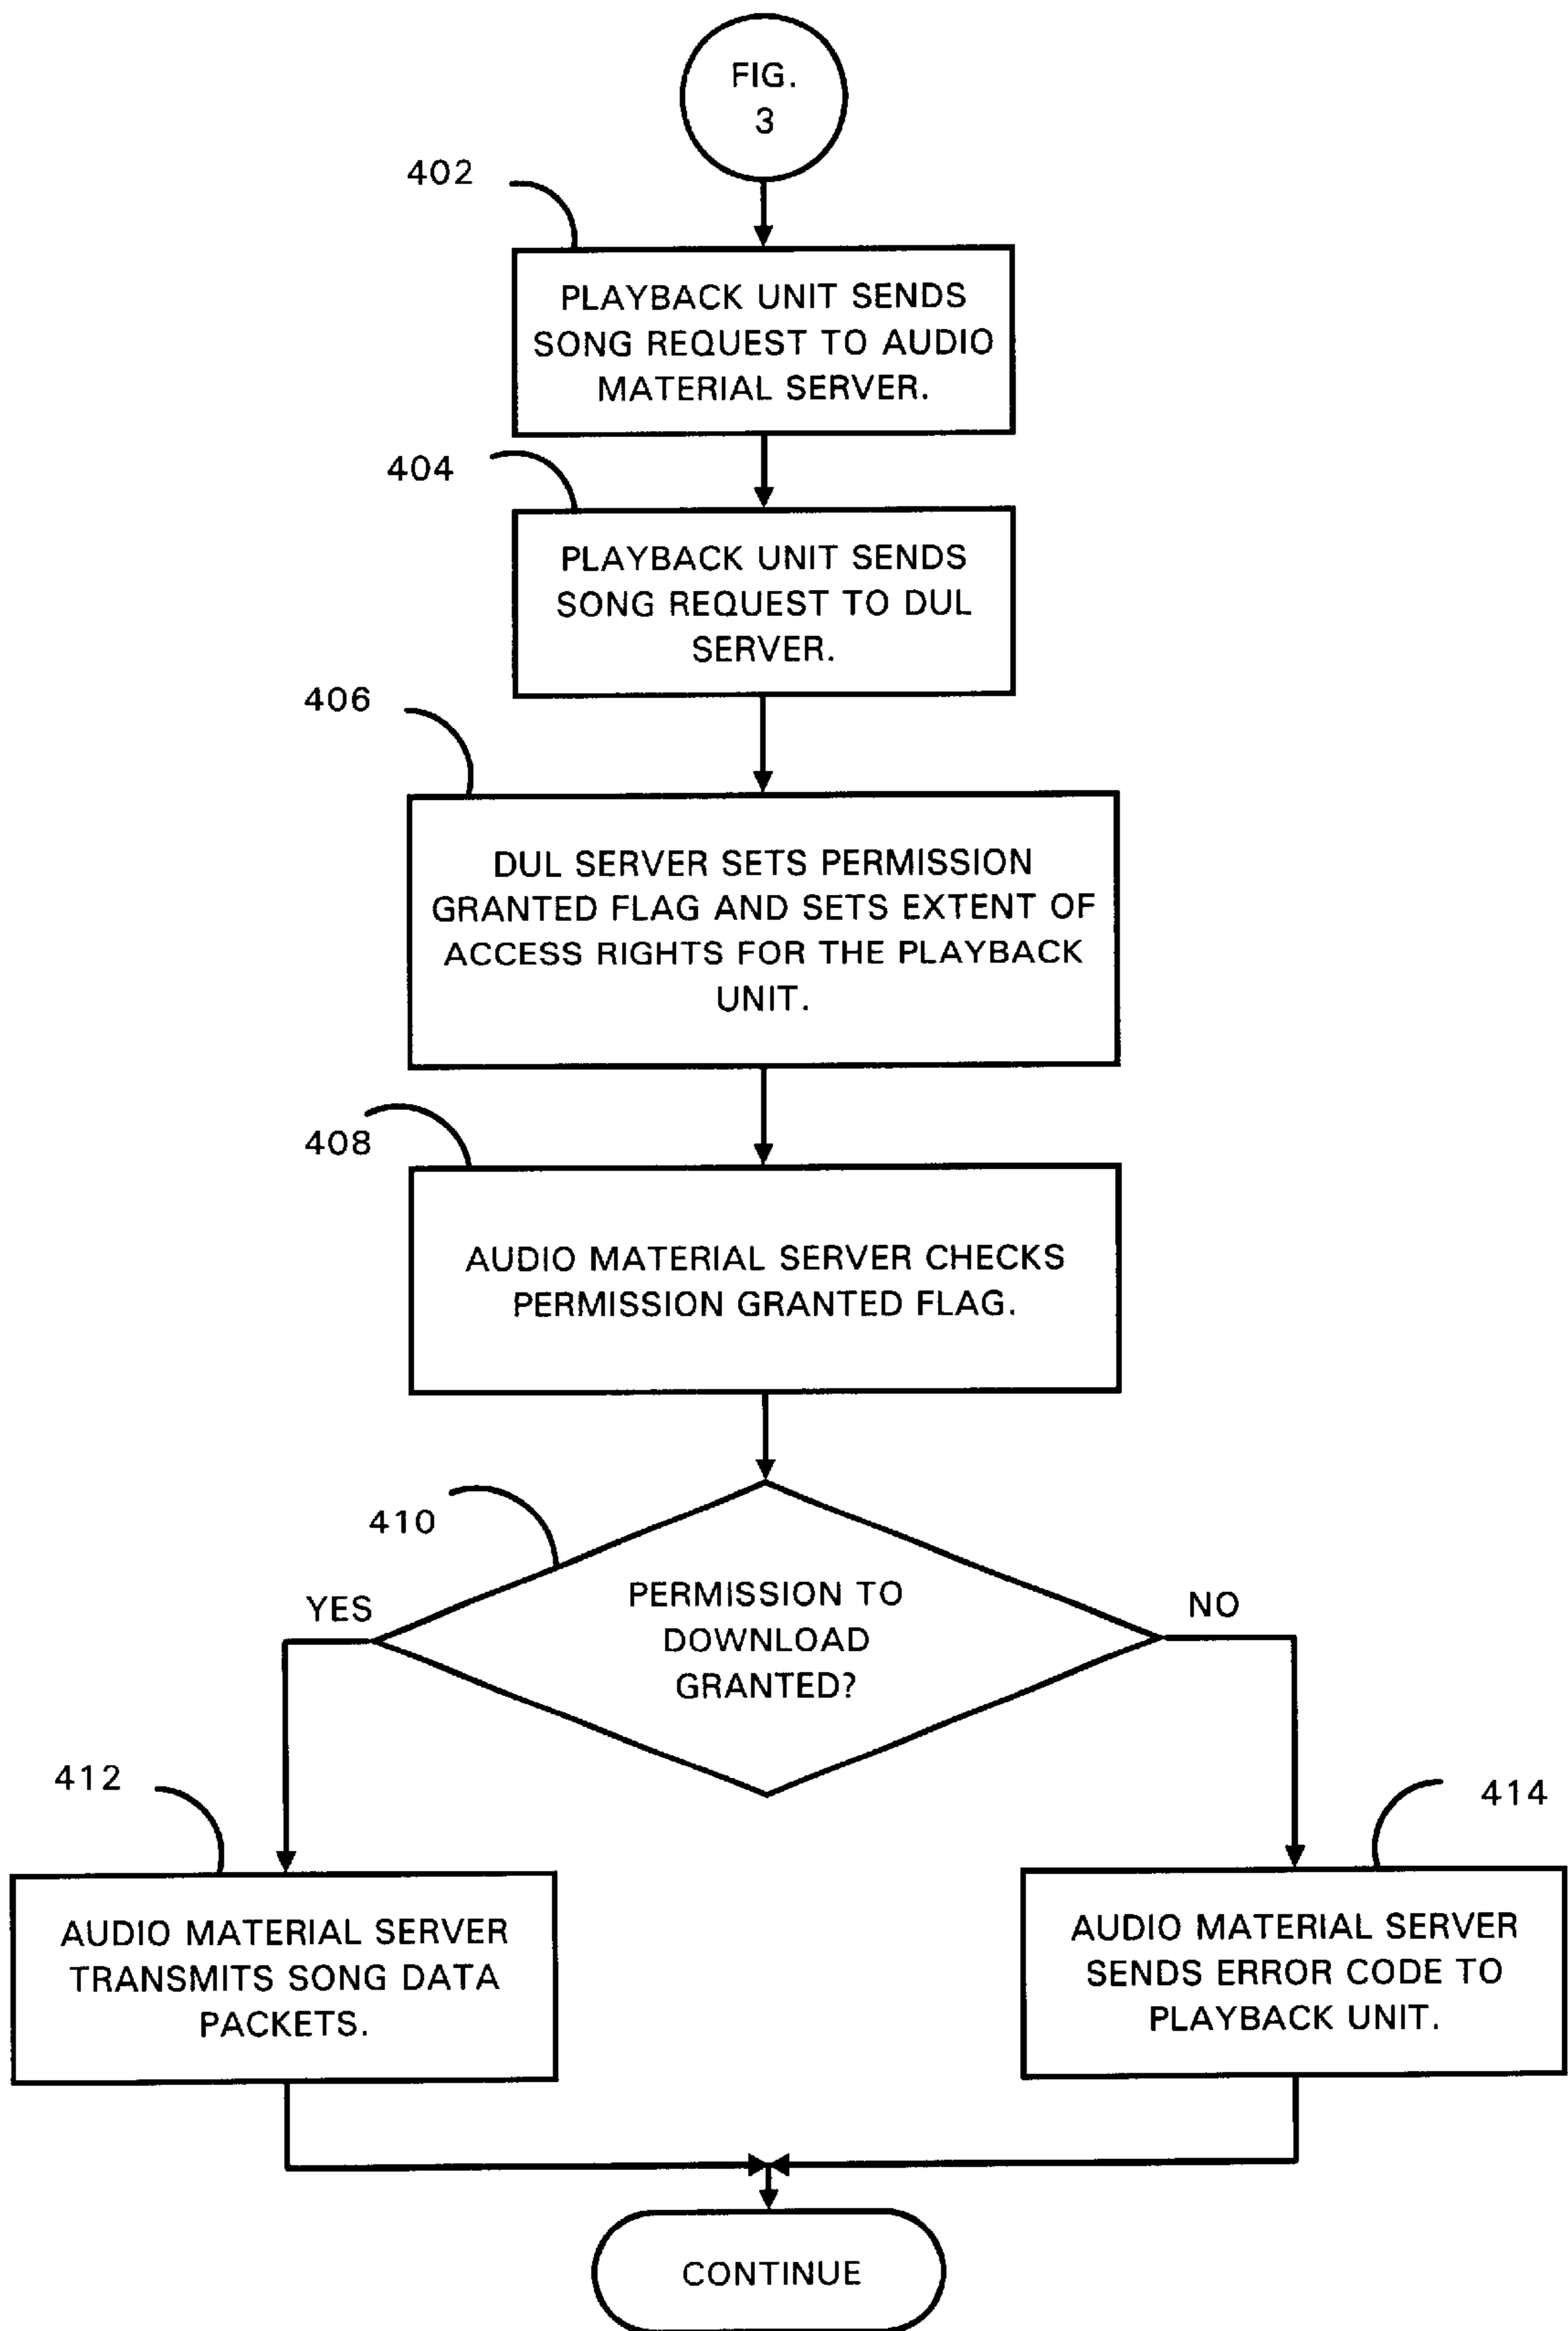 FIG.
3
402
PLAYBACK UNIT SENDS
SONG REQUEST TO AUDIO
MATERIAL SERVER.
404
PLAYBACK UNIT SENDS
SONG REQUEST TO DUL
SERVER.
406
DUL SERVER SETS PERMISSION
GRANTED FLAG AND SETS EXTENT OF
ACCESS RIGHTS FOR THE PLAYBACK
UNIT.
408
AUDIO MATERIAL SERVER CHECKS
PERMISSION GRANTED FLAG.
410
PERMISSION TO
DOWNLOAD
GRANTED?
YES
NO
412
AUDIO MATERIAL SERVER
TRANSMITS SONG DATA
PACKETS.
414
AUDIO MATERIAL SERVER
SENDS ERROR CODE TO
PLAYBACK UNIT.
CONTINUE